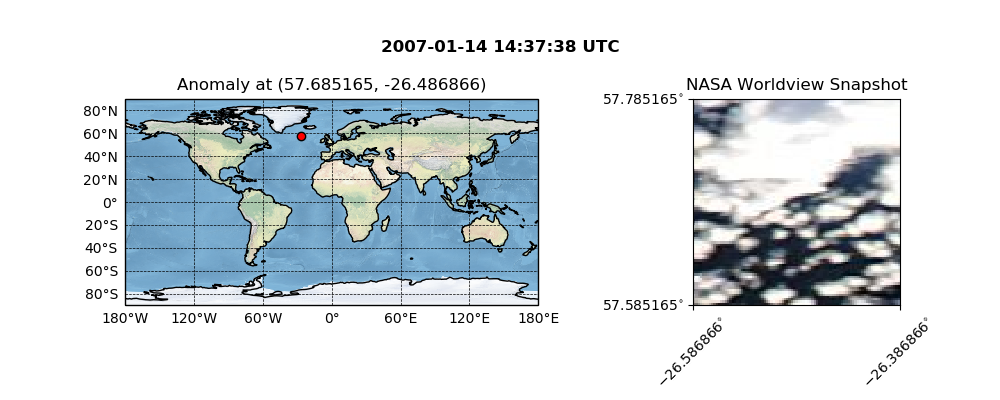 2007-01-14 14:37:38 UTC
Anomaly at (57.685165, -26.486866)
80°N
60°N
40°N
20°N
0°
20°S
40°S
60°S
80°S
180°W 120°W 60°W 0° 60°E 120°E 180°E
NASA Worldview Snapshot
57.785165°
57.585165°
−26.586866°
−26.386866°